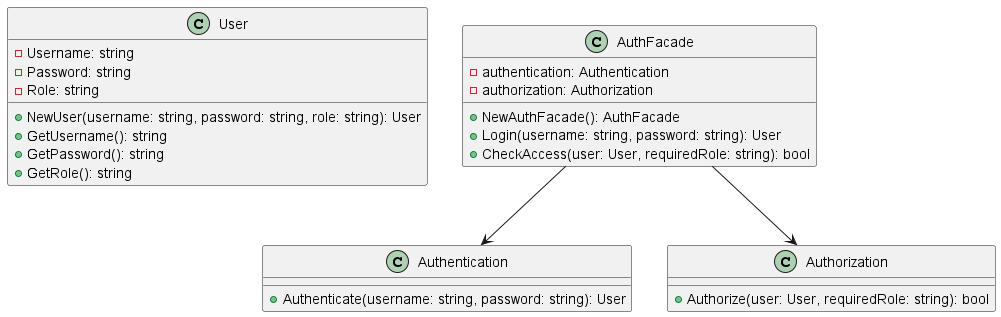 C User
Username: string
Password: string
Role: string
NewUser(username: string, password: string, role: string): User
GetUsername(): string
GetPassword(): string
GetRole(): string
C AuthFacade
authentication: Authentication
authorization: Authorization
NewAuthFacade(): AuthFacade
Login(username: string, password: string): User
CheckAccess(user: User, requiredRole: string): bool
C Authentication
Authenticate(username: string, password: string): User
C Authorization
Authorize(user: User, requiredRole: string): bool